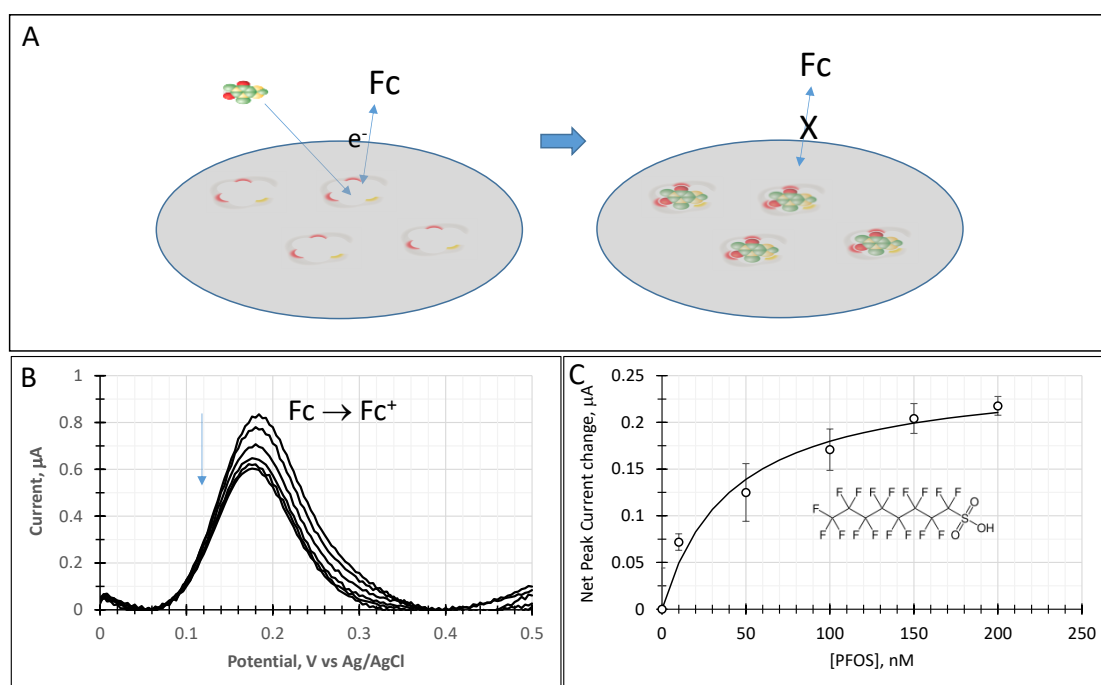 A
Fc
e-
Fc
X
B
Fc → Fc+
Current, µA
1
0.8
0.6
0.4
0.2
0
0
0.1
0.2
0.3
0.4
0.5
Potential, V vs Ag/AgCl
C
Net Peak Current change, µA
0.25
0.2
0.15
0.1
0.05
0
0
50
100
150
200
250
[PFOS], nM
F F F F F F F F
F
O
S
OH
O
F F F F F F F F